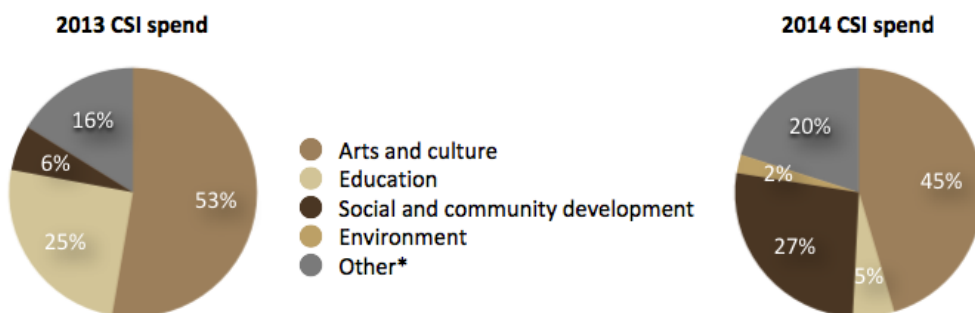 2013 CSI spend
2014 CSI spend
16%
6%
53%
25%
Arts and culture
Education
Social and community development
Environment
Other*
20%
2%
45%
27%
5%